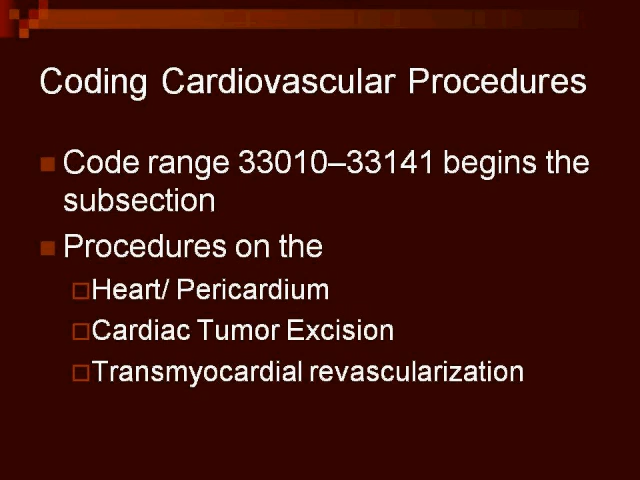 Coding Cardiovascular Procedures
Code range 33010–33141 begins the
subsection
Procedures on the
Heart/ Pericardium
Cardiac Tumor Excision
Transmyocardial revascularization